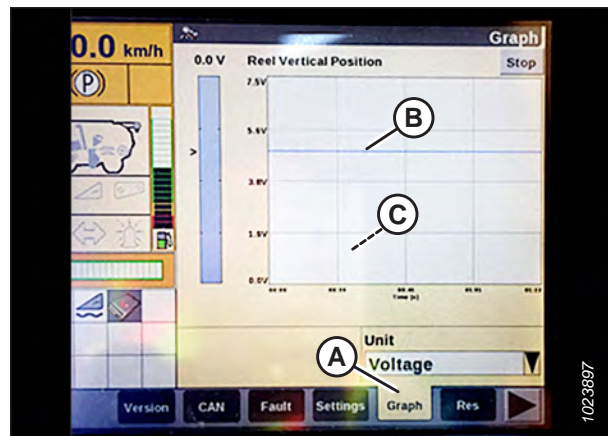 0.0 km/h
(P)
Graph
0.0 V
Reel Vertical Position
Stop
7.5V
5.6V
B
>
3.8V
C
1.9V
0.0V
Time (s)
Unit
A
Voltage
Version
CAN
Fault
Settings
Graph
Res
1023897